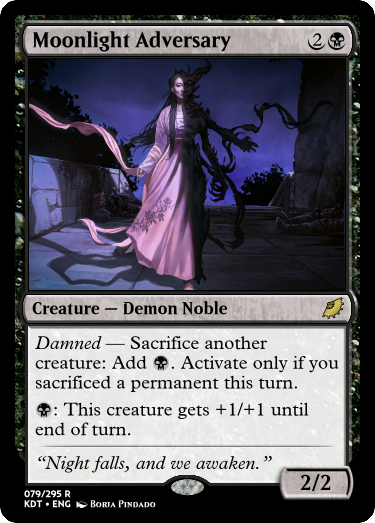 Moonlight Adversary 2
Creature — Demon Noble
Damned — Sacrifice another
creature: Add . Activate only if you
sacrificed a permanent this turn.
: This creature gets +1/+1 until
end of turn.
“Night falls, and we awaken.”
2/2
079/295 R
KDT • ENG Borja Pindado